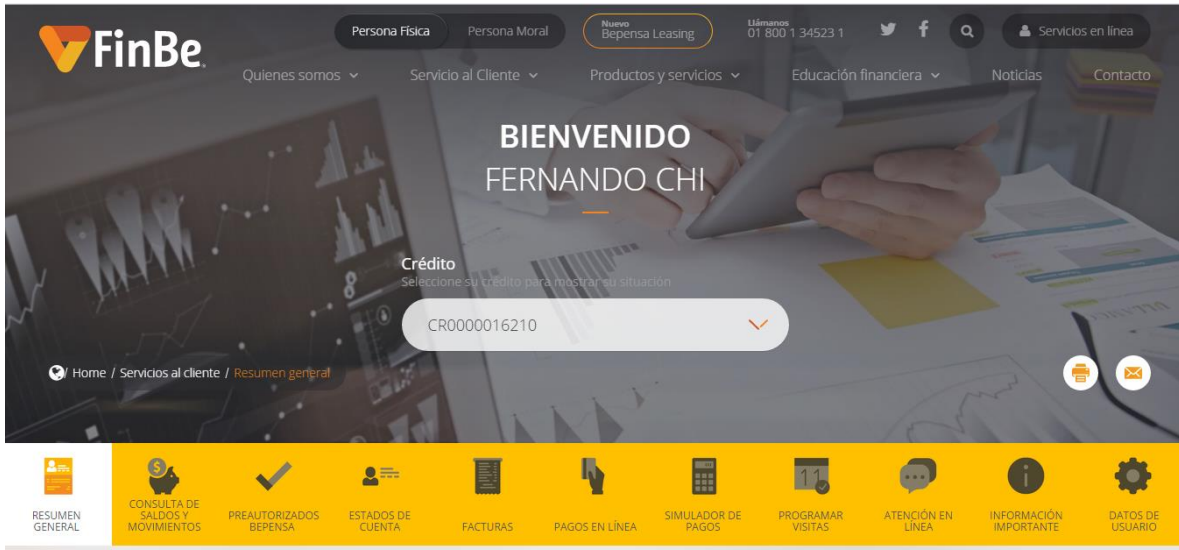 FinBe
Persona Física
Persona Moral
Nuevo
Bepensa Leasing
Llámanos
01 800 1 34523 1
Servicios en línea
Quienes somos
Servicio al Cliente
Productos y servicios
Educación financiera
Noticias
Contacto
BIENVENIDO
FERNANDO CHI
Crédito
Seleccione su crédito para mostrar su situación
CR0000016210
/ Home / Servicios al cliente / Resumen general
RESUMEN
GENERAL
CONSULTA DE
SALDOS Y
MOVIMIENTOS
PREAUTORIZADOS
BEPENSA
ESTADOS DE
CUENTA
FACTURAS
PAGOS EN LÍNEA
SIMULADOR DE
PAGOS
11
PROGRAMAR
VISITAS
ATENCIÓN EN
LÍNEA
INFORMACIÓN
IMPORTANTE
DATOS DE
USUARIO